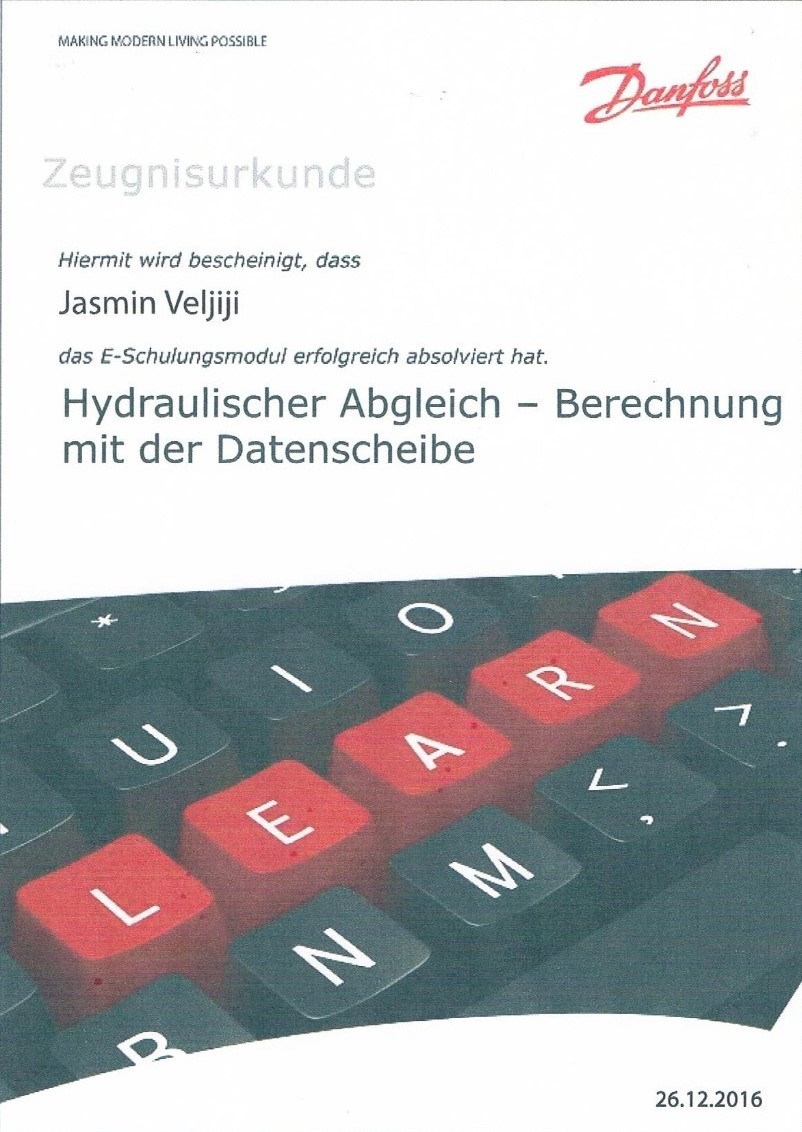 MAKING MODERN LIVING POSSIBLE
Danfoss
Zeugnisurkunde
Hiermit wird bescheinigt, dass
Jasmin Veljiji
das E-Schulungsmodul erfolgreich absolviert hat.
Hydraulischer Abgleich – Berechnung
mit der Datenscheibe
* U I O
L E A R N
B N M < , > .
26.12.2016